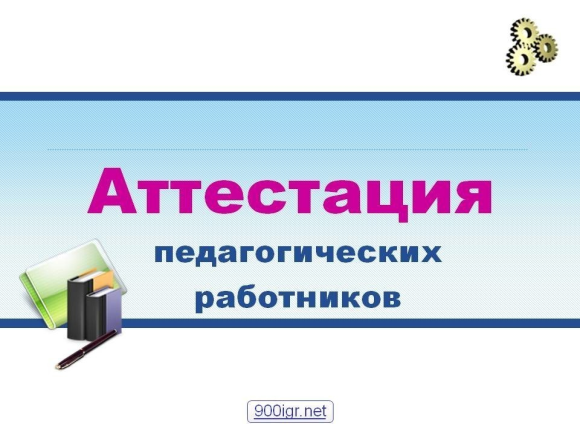 Аттестация
педагогических
работников
900igr.net